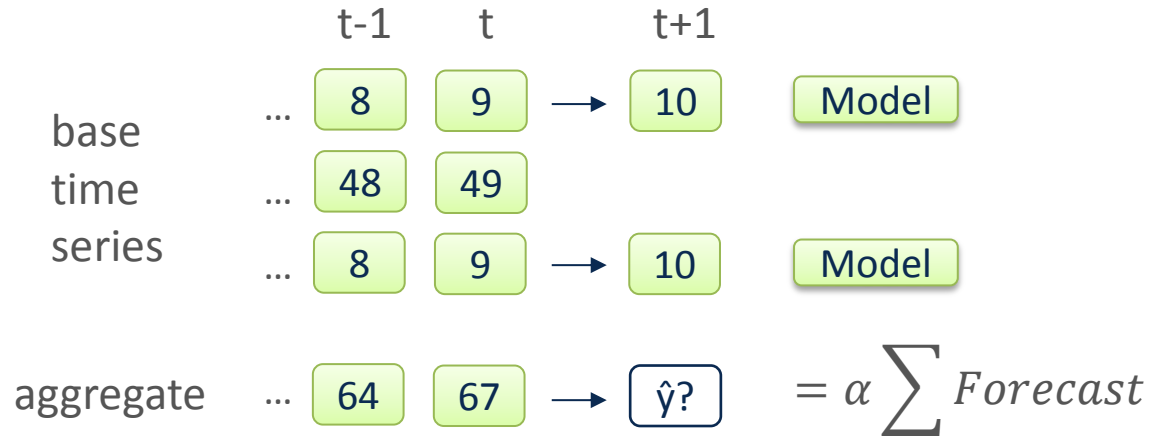 t-1 t t+1
base
time
series
... 8 9 → 10 Model
... 48 49
... 8 9 → 10 Model
aggregate ... 64 67 → ŷ? = α ∑ Forecast